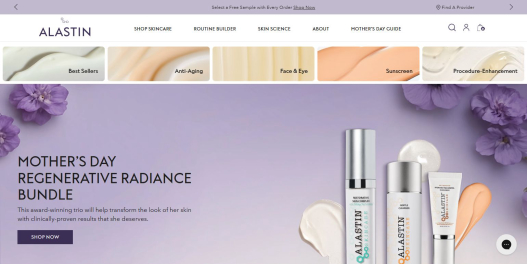 Select a Free Sample with Every Order Shop Now
Find A Provider
ALASTIN
SHOP SKINCARE
ROUTINE BUILDER
SKIN SCIENCE
ABOUT
MOTHER'S DAY GUIDE
Best Sellers
Anti-Aging
Face & Eye
Sunscreen
Procedure-Enhancement
MOTHER'S DAY
REGENERATIVE RADIANCE
BUNDLE
This award-winning trio will help transform the look of her skin
with clinically-proven results that she deserves.
SHOP NOW
ALASTIN
SKINCARE
ALASTIN
SKINCARE
ALASTIN
SKINCARE